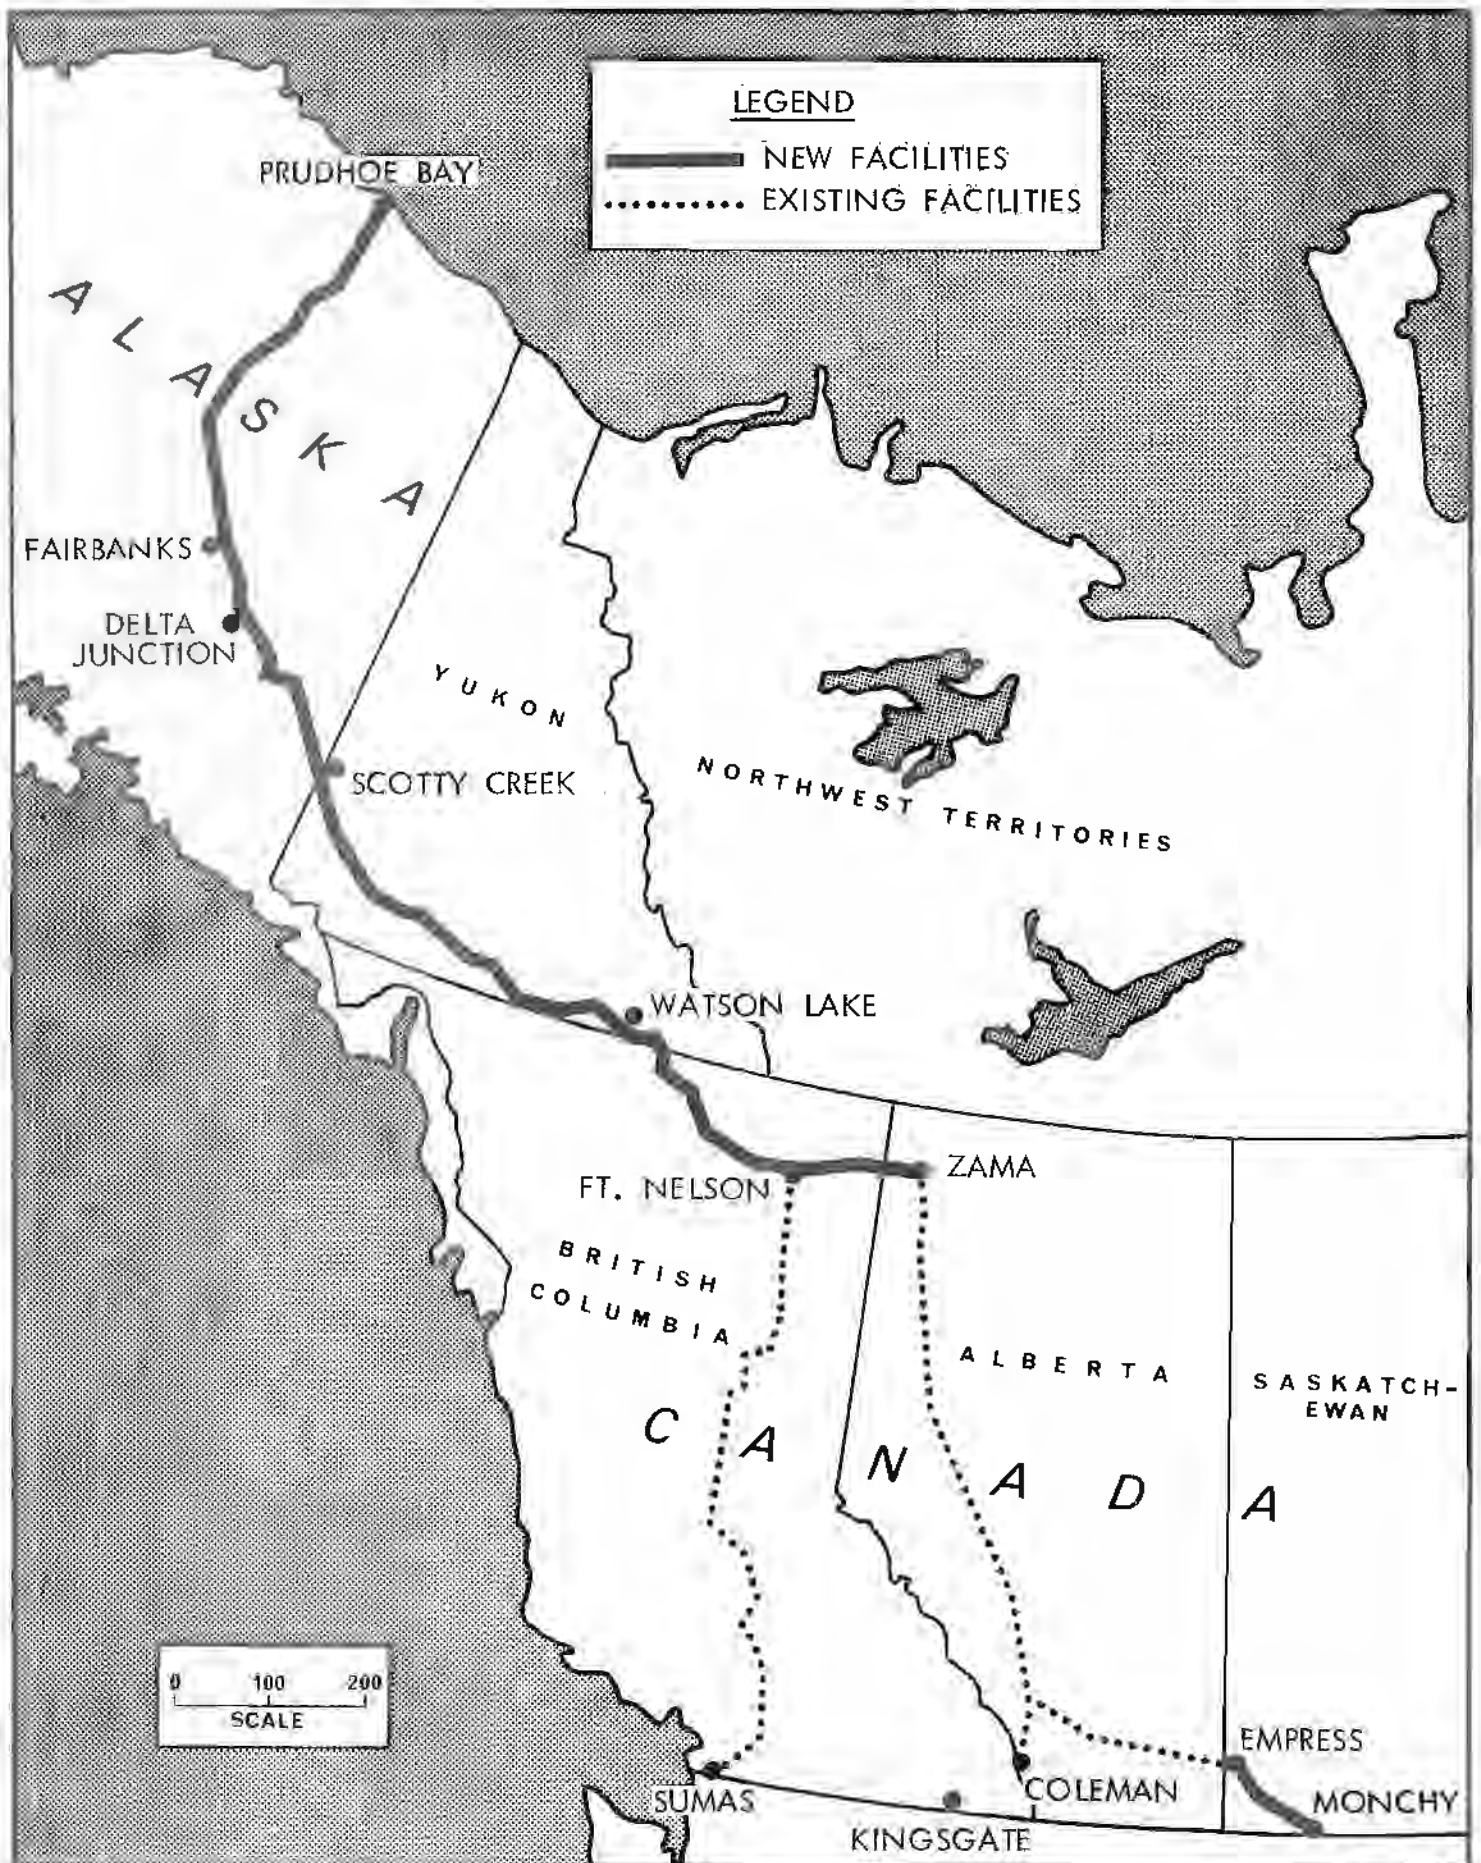 LEGEND
NEW FACILITIES
EXISTING FACILITIES
PRUDHOE BAY
ALASKA
FAIRBANKS
DELTA
JUNCTION
YUKON
SCOTTY CREEK
NORTHWEST TERRITORIES
WATSON LAKE
ZAMA
FT. NELSON
BRITISH
COLUMBIA
ALBERTA
SASKATCH-
EWAN
CANADA
0 100 200
SCALE
EMPRESS
COLEMAN
MONCHY
SUMAS
KINGSGATE